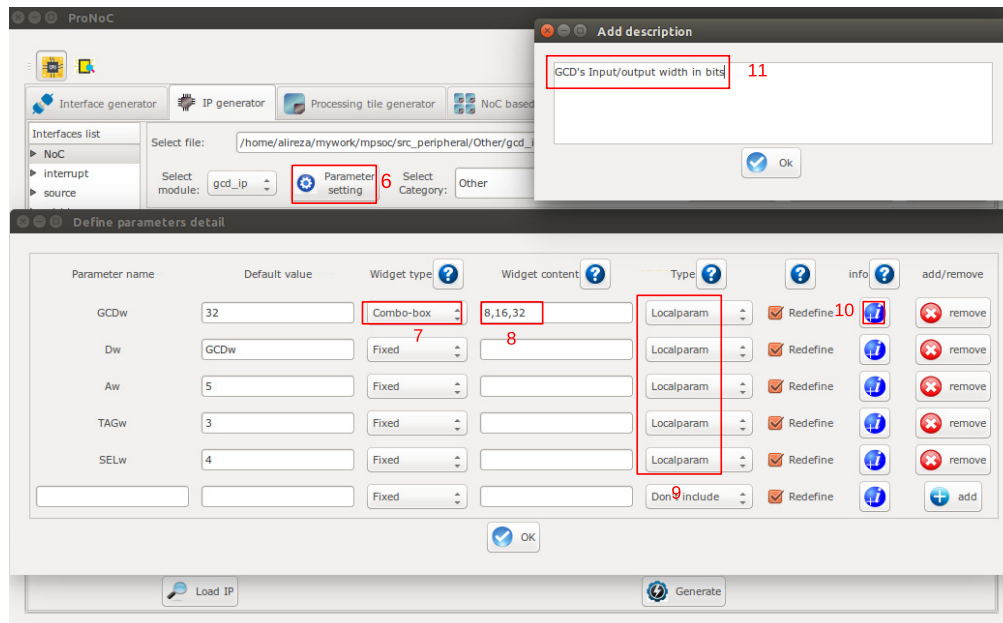 ProNoC
Add description
GCD's Input/output width in bits
11
Ok
Interface generator
IP generator
Processing tile generator
NoC based
Interfaces list
NoC
interrupt
source
Select file:
/home/alireza/mywork/mpsoc/src_peripheral/Other/gcd_i
Select module:
gcd_ip
Parameter setting
6
Select Category:
Other
Define parameters detail
Parameter name Default value Widget type Widget content Type info add/remove
GCDw 32 Combo-box 8,16,32 Localparam Redefine 10 remove
7 8
Dw GCDw Fixed Localparam Redefine remove
Aw 5 Fixed Localparam Redefine remove
TAGw 3 Fixed Localparam Redefine remove
SELw 4 Fixed Localparam Redefine remove
9
Fixed Don't include Redefine add
OK
Load IP
Generate